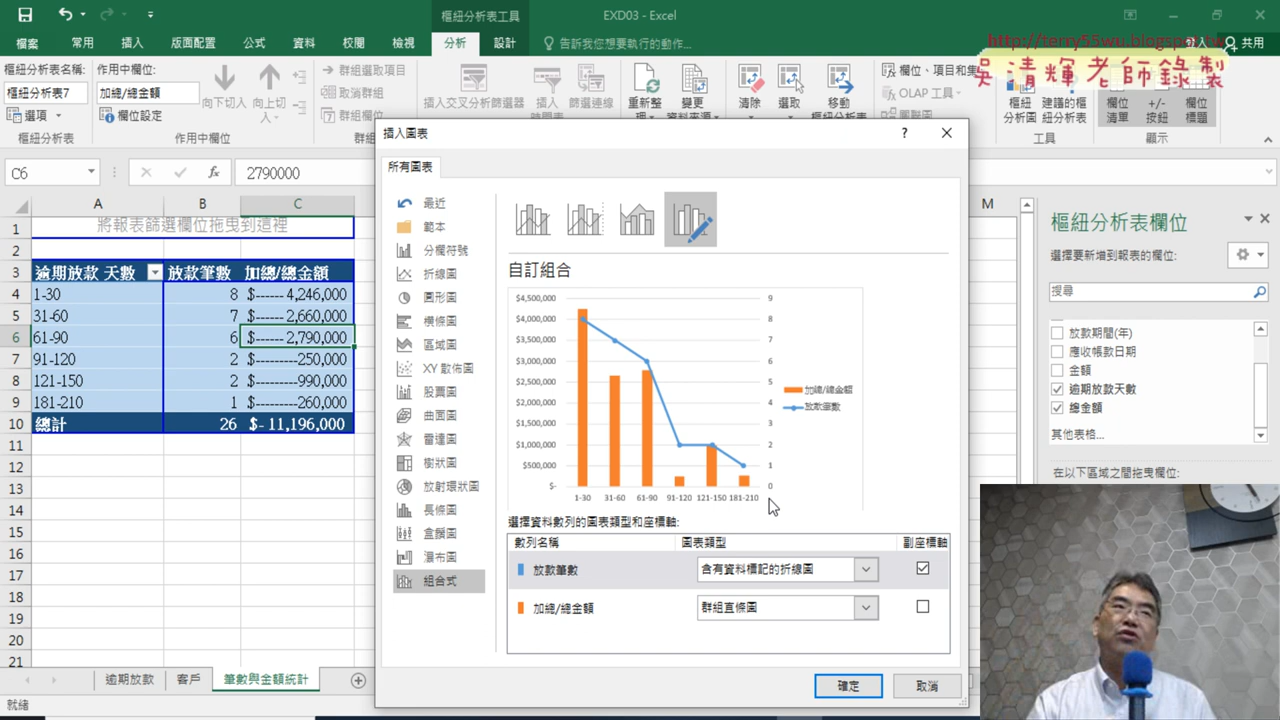 樞紐分析表工具
EXD03 - Excel
檔案 常用 插入 版面配置 公式 資料 校閱 檢視 分析 設計 告訴我您想要執行的動作... 登入 共用
http://terry55wu.blogspot.tw
吳清輝老師錄製
樞紐分析表名稱: 作用中欄位:
樞紐分析表7 加總/總金額
選項 欄位設定
向下切入 向上切入
群組選取項目
取消群組
群組欄位
插入交叉分析篩選器 插入 篩選連線 重新整理 變更 清除 選取 移動
欄位、項目和集
OLAP 工具
樞紐分析圖 建議的樞紐分析表 欄位清單 +/- 按鈕 欄位標題
樞紐分析表 作用中欄位 群組 工具 顯示
C6 fx 2790000
A B C M
1 將報表篩選欄位拖曳到這裡
2
3 逾期放款 天數 放款筆數 加總/總金額
4 1-30 8 $------ 4,246,000
5 31-60 7 $------ 2,660,000
6 61-90 6 $------ 2,790,000
7 91-120 2 $---------250,000
8 121-150 2 $---------990,000
9 181-210 1 $---------260,000
10 總計 26 $- 11,196,000
11
12
13
14
15
16
17
18
19
20
21
逾期放款 客戶 筆數與金額統計
就緒
插入圖表
? ×
所有圖表
最近
範本
分欄符號
折線圖
圓形圖
橫條圖
區域圖
XY 散佈圖
股票圖
曲面圖
雷達圖
樹狀圖
放射環狀圖
長條圖
盒鬚圖
瀑布圖
組合式
自訂組合
$4,500,000 9
$4,000,000 8
$3,500,000 7
$3,000,000 6
$2,500,000 5
$2,000,000 4
$1,500,000 3
$1,000,000 2
$500,000 1
$- 0
1-30 31-60 61-90 91-120 121-150 181-210
加總/總金額
放款筆數
選擇資料數列的圖表類型和座標軸:
數列名稱 圖表類型 副座標軸
放款筆數 含有資料標記的折線圖
加總/總金額 群組直條圖
確定 取消
樞紐分析表欄位
選擇要新增到報表的欄位:
搜尋
放款期間(年)
應收帳款日期
金額
逾期放款天數
總金額
其他表格...
在以下區域之間拖曳欄位: